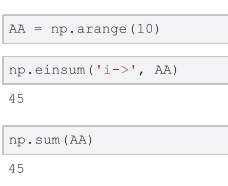 AA = np.arange(10)
np.einsum('i->', AA)
45
np.sum(AA)
45